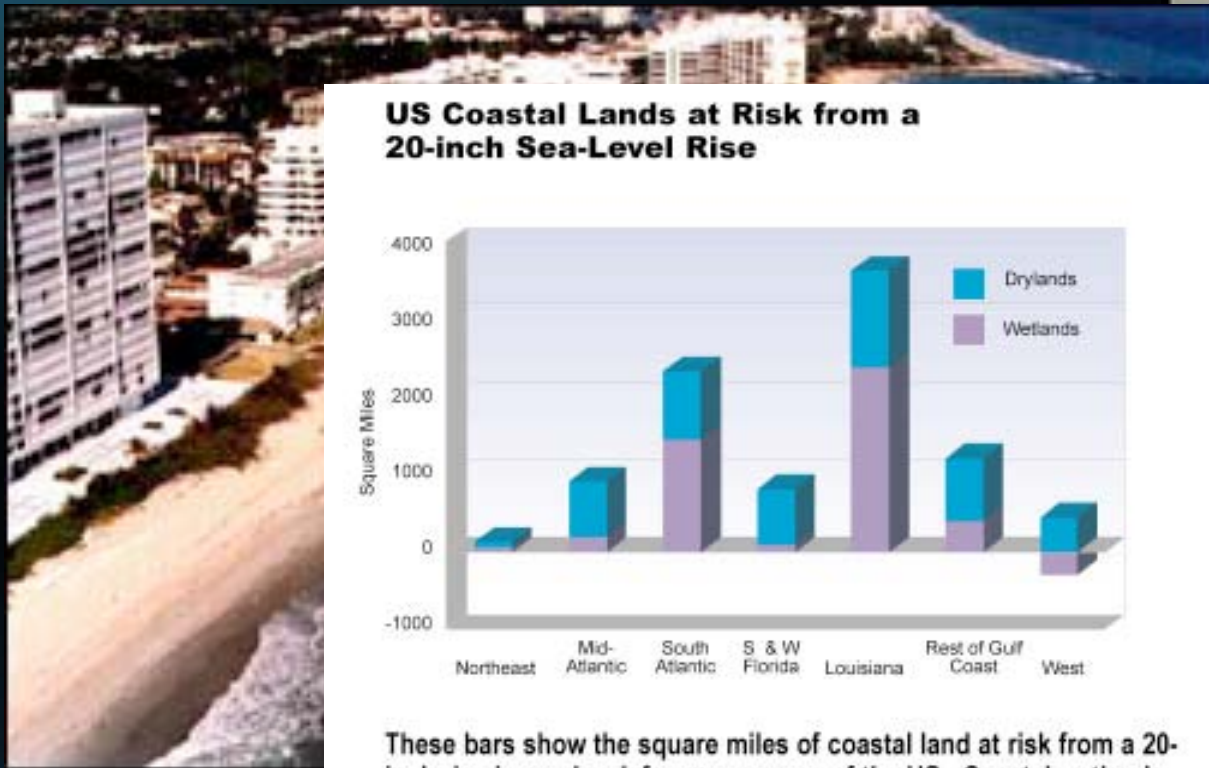 US Coastal Lands at Risk from a
20-inch Sea-Level Rise
4000
3000
2000
1000
0
-1000
Square Miles
Drylands
Wetlands
Northeast
Mid-
Atlantic
South
Atlantic
S & W
Florida
Louisiana
Rest of Gulf
Coast
West
These bars show the square miles of coastal land at risk from a 20-